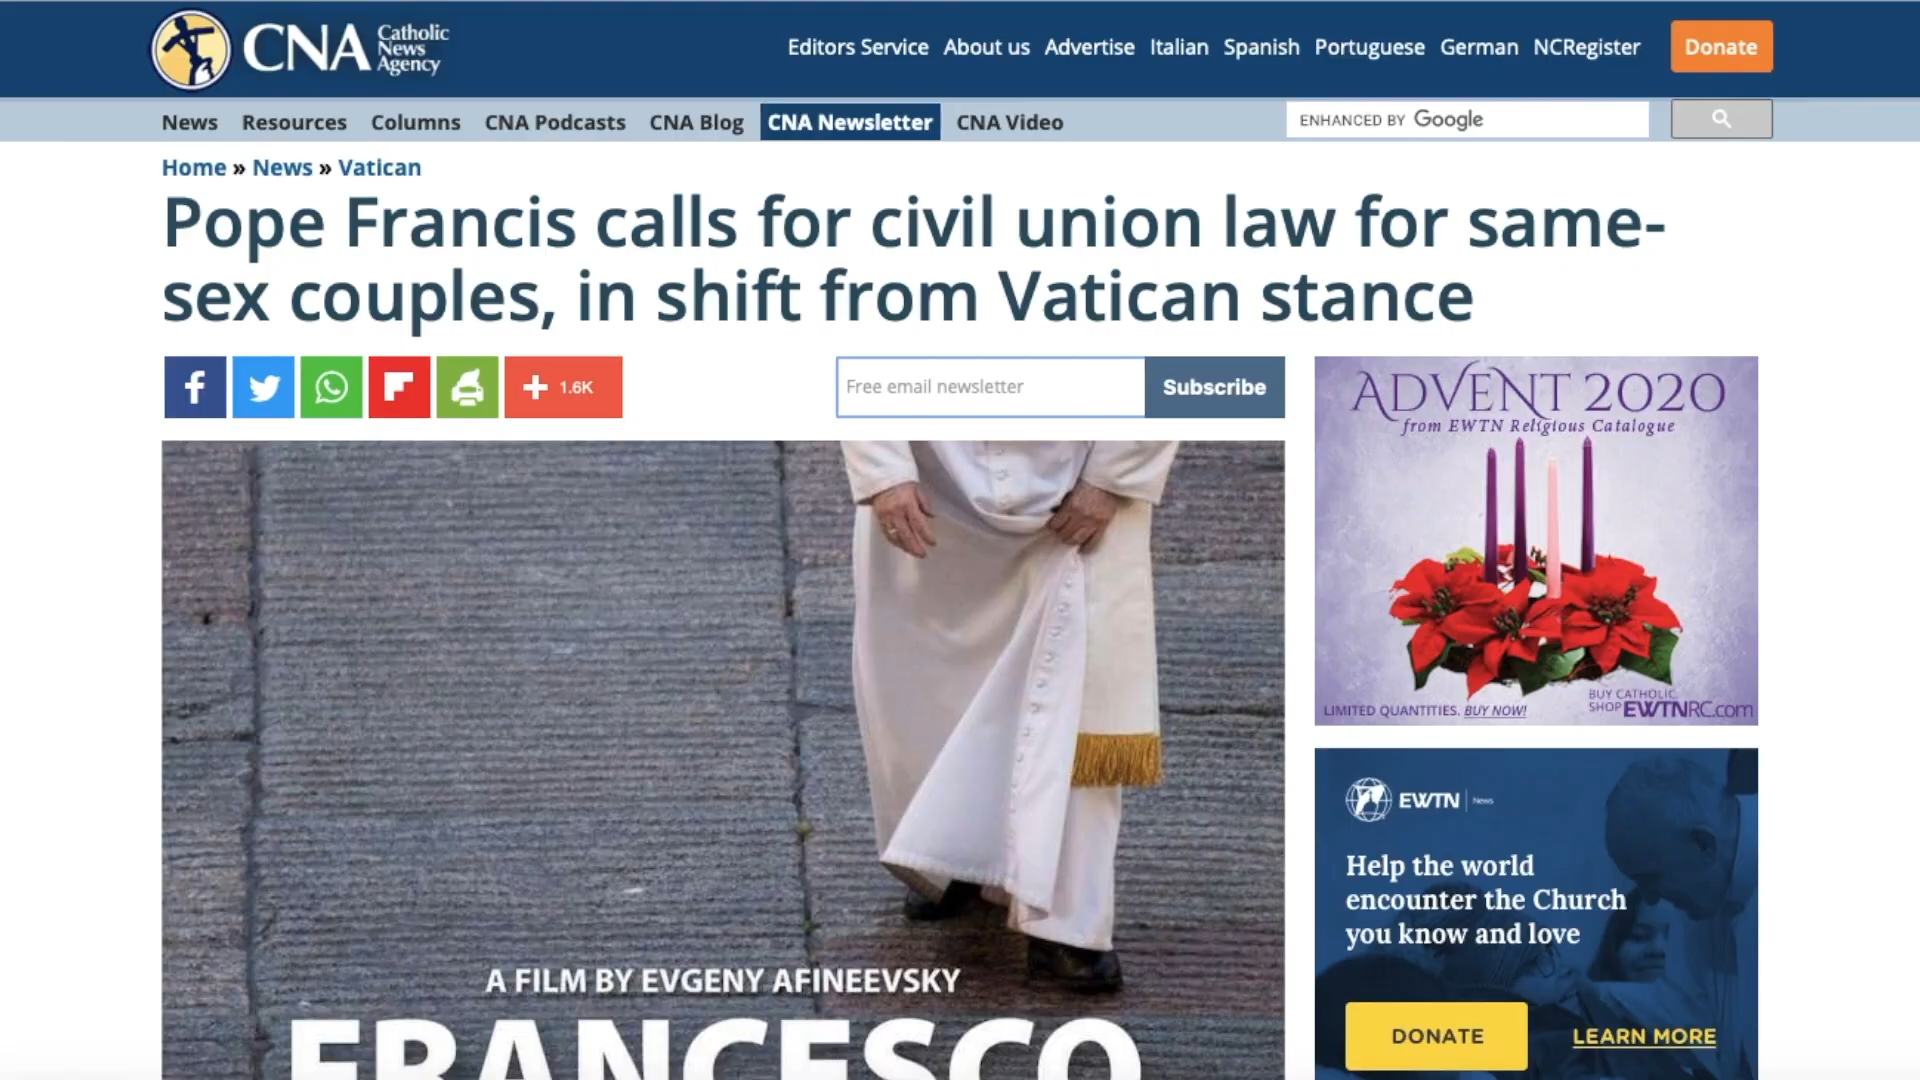 CNA Catholic
News
Agency
Editors Service About us Advertise Italian Spanish Portuguese German NCRegister Donate
News Resources Columns CNA Podcasts CNA Blog CNA Newsletter CNA Video ENHANCED BY Google
Home » News » Vatican
Pope Francis calls for civil union law for same-
sex couples, in shift from Vatican stance
1.6K
Free email newsletter Subscribe
A FILM BY EVGENY AFINEEVSKY
FRANCESCO
ADVENT 2020
from EWTN Religious Catalogue
LIMITED QUANTITIES. BUY NOW!
BUY CATHOLIC.
SHOP EWTNRC.com
EWTN News
Help the world
encounter the Church
you know and love
DONATE LEARN MORE